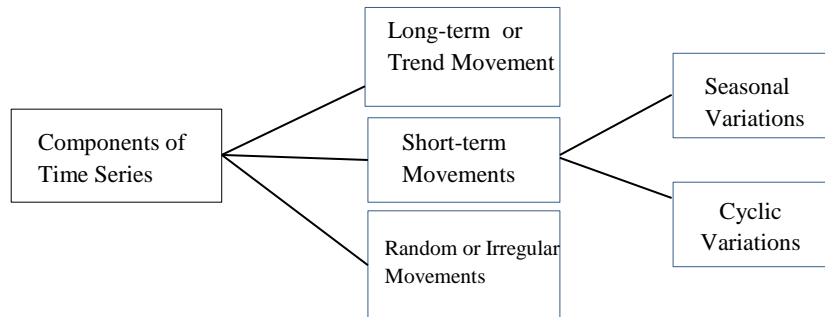 Long-term or
Trend Movement
Components of
Time Series
Short-term
Movements
Random or Irregular
Movements
Seasonal
Variations
Cyclic
Variations